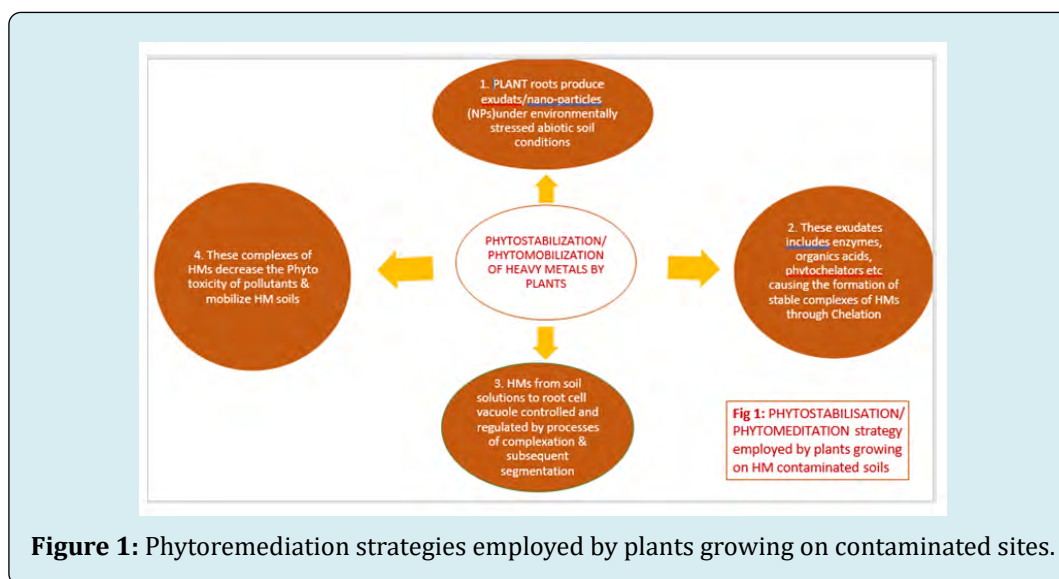 1. PLANT roots produce
exudats/nano-particles
(NPs)under environmentally
stressed abiotic soil
conditions
PHYTOSTABILIZATION/
PHYTOMOBILIZATION
OF HEAVY METALS BY
PLANTS
2. These exudates
includes enzymes,
organics acids,
phytochelators etc
causing the formation of
stable complexes of HMs
through Chelation
4. These complexes of
HMs decrease the Phyto
toxicity of pollutants &
mobilize HM soils
3. HMs from soil
solutions to root cell
vacuole controlled and
regulated by processes
of complexation &
subsequent
segmentation
Fig 1: PHYTOSTABILISATION/
PHYTOMEDITATION strategy
employed by plants growing
on HM contaminated soils
Figure 1: Phytoremediation strategies employed by plants growing on contaminated sites.